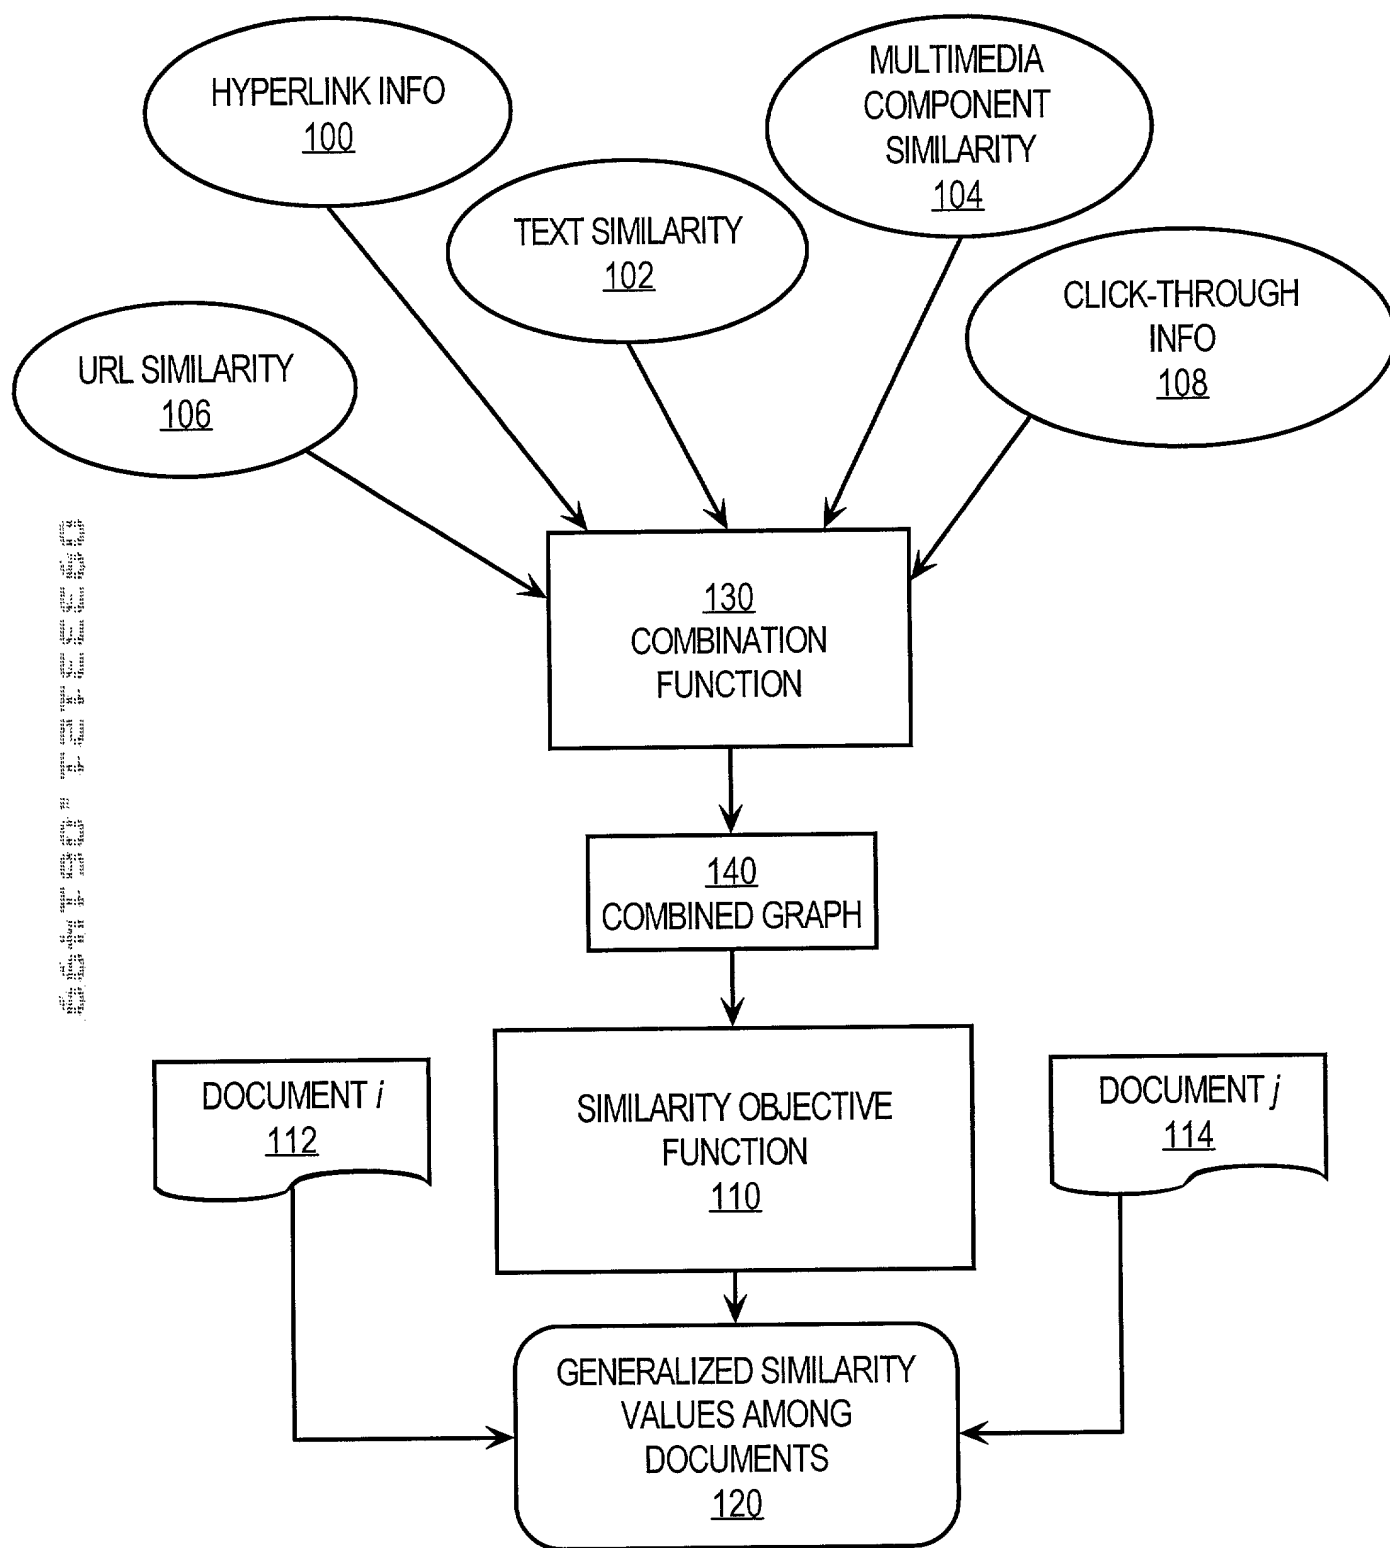 HYPERLINK INFO
100
MULTIMEDIA
COMPONENT
SIMILARITY
104
TEXT SIMILARITY
102
CLICK-THROUGH
INFO
108
URL SIMILARITY
106
130
COMBINATION
FUNCTION
140
COMBINED GRAPH
DOCUMENT i
112
SIMILARITY OBJECTIVE
FUNCTION
110
DOCUMENT j
114
GENERALIZED SIMILARITY
VALUES AMONG
DOCUMENTS
120